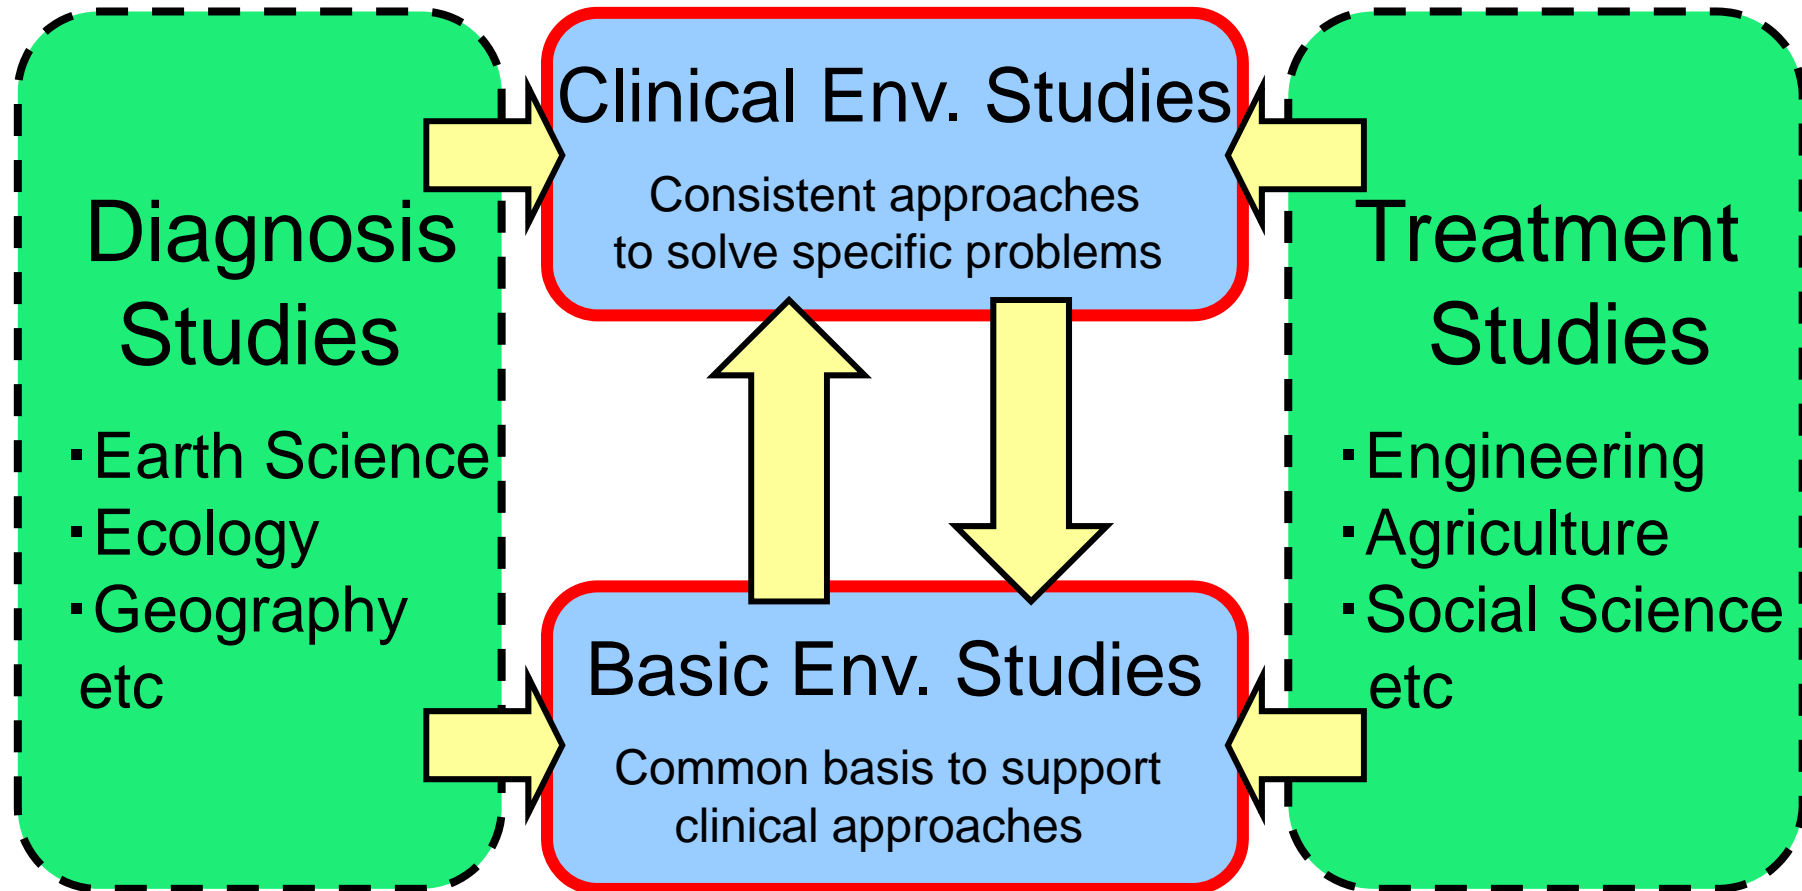 Diagnosis
Studies
･Earth Science
･Ecology
･Geography
etc
Clinical Env. Studies
Consistent approaches
to solve specific problems
Basic Env. Studies
Common basis to support
clinical approaches
Treatment
Studies
･Engineering
･Agriculture
･Social Science
etc